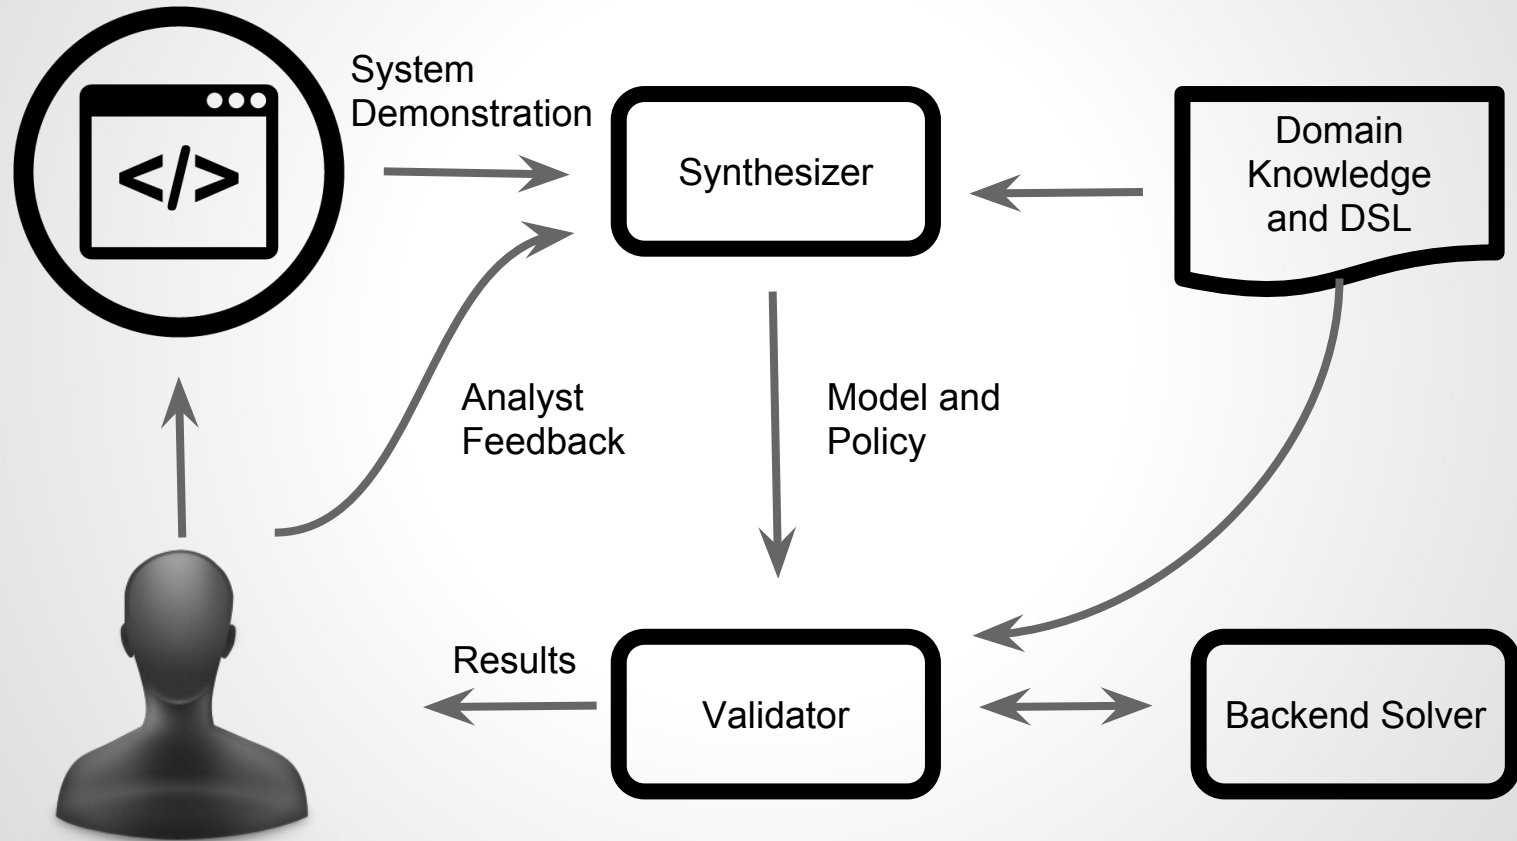 System
Demonstration
</>
Synthesizer
Domain
Knowledge
and DSL
Analyst
Feedback
Model and
Policy
Results
Validator
Backend Solver